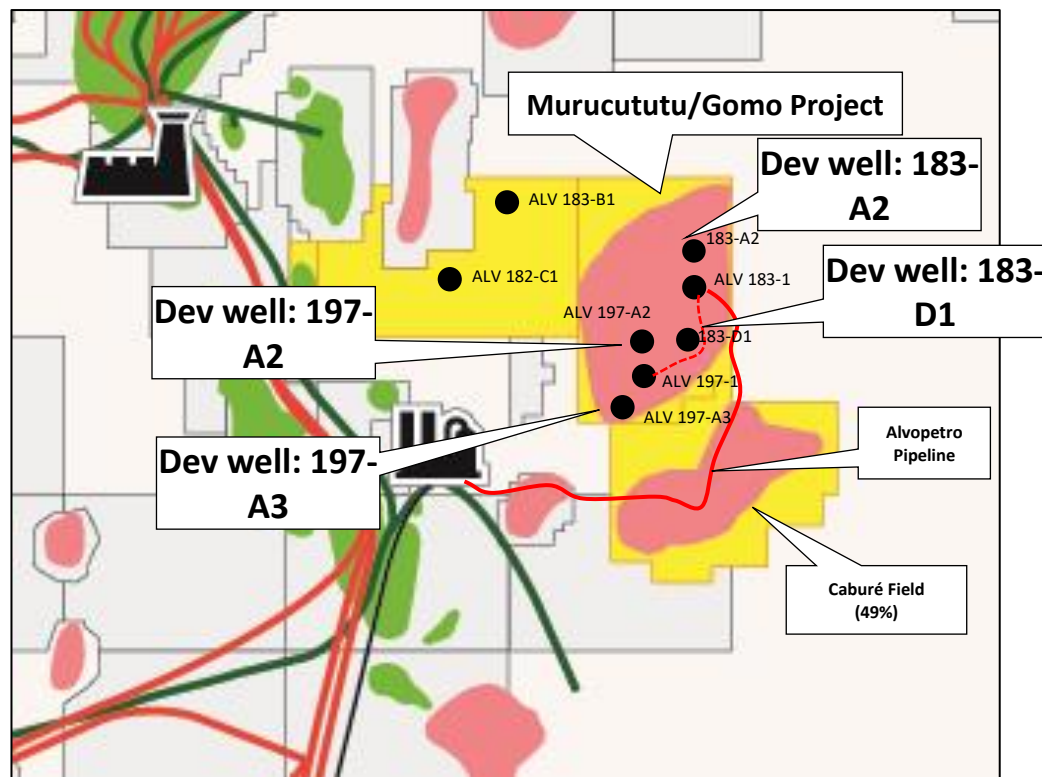 Murucututu/Gomo Project
Dev well: 183-
A2
ALV 183-B1
183-A2
ALV 182-C1
ALV 183-1
Dev well: 183-
D1
Dev well: 197-
A2
ALV 197-A2
183-D1
ALV 197-1
ALV 197-A3
Dev well: 197-
A3
Alvopetro
Pipeline
Caburé Field
(49%)